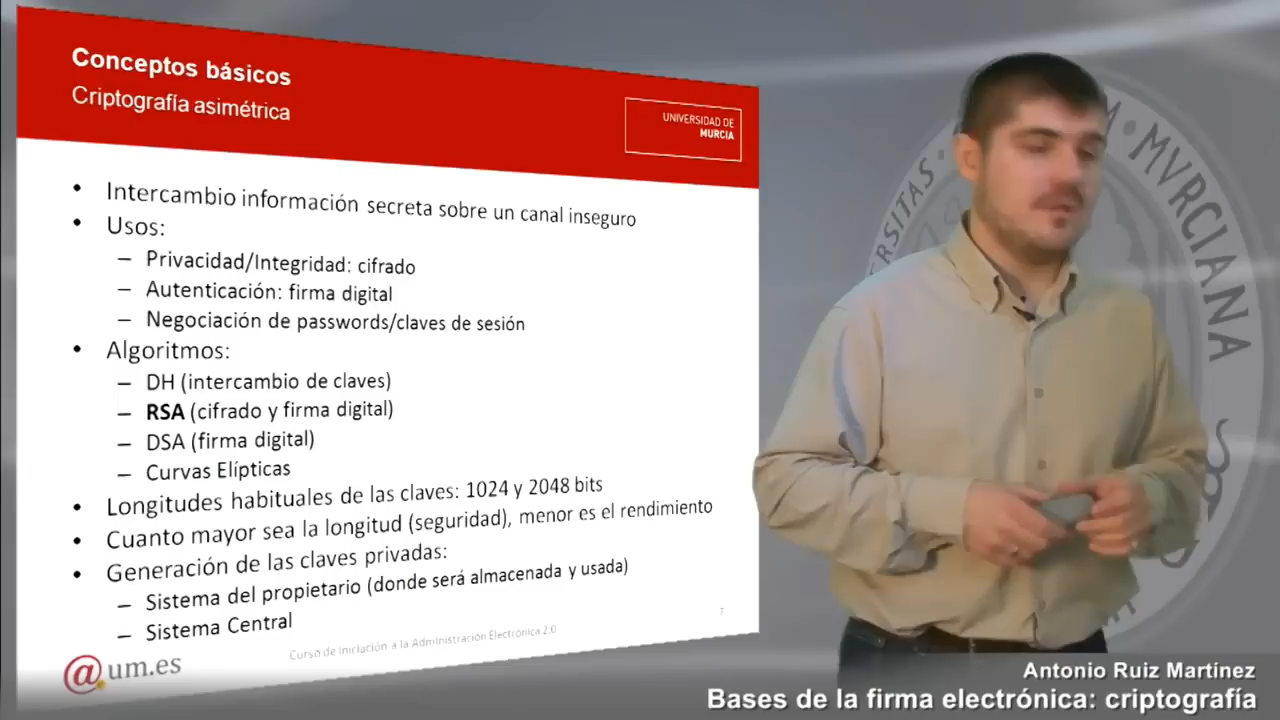 Conceptos básicos
Criptografía asimétrica
UNIVERSIDAD DE
MURCIA
• Intercambio información secreta sobre un canal inseguro
• Usos:
– Privacidad/Integridad: cifrado
– Autenticación: firma digital
– Negociación de passwords/claves de sesión
• Algoritmos:
– DH (intercambio de claves)
– RSA (cifrado y firma digital)
– DSA (firma digital)
– Curvas Elípticas
• Longitudes habituales de las claves: 1024 y 2048 bits
• Cuanto mayor sea la longitud (seguridad), menor es el rendimiento
• Generación de las claves privadas:
– Sistema del propietario (donde será almacenada y usada)
– Sistema Central
7
Curso de Iniciación a la Administración Electrónica 2.0
@um.es
MVRCIANA
Antonio Ruiz Martínez
Bases de la firma electrónica: criptografía